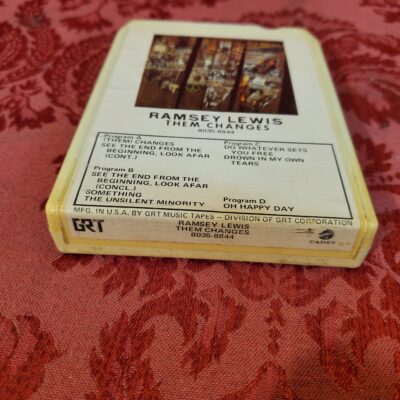 RAMSEY LEWIS
THEM CHANGES
8035-8844
Program A
(THEM) CHANGES
SEE THE END FROM THE
BEGINNING, LOOK AFAR
(CONT.)
Program B
SEE THE END FROM THE
BEGINNING, LOOK AFAR
(CONCL.)
SOMETHING
THE UNSILENT MINORITY
Program C
DO WHATEVER SETS
YOU FREE
DROWN IN MY OWN
TEARS
Program D
OH HAPPY DAY
MFG. IN U.S.A. BY GRT MUSIC TAPES – DIVISION OF GRT CORPORATION
GRT
RAMSEY LEWIS
THEM CHANGES
8035-8844
CADET